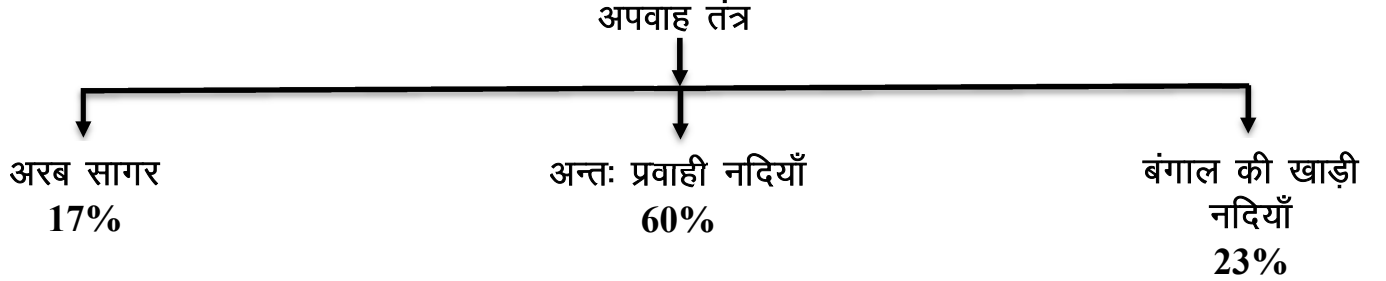 अपवाह तंत्र
अरब सागर
17%
अन्तः प्रवाही नदियाँ
60%
बंगाल की खाड़ी
नदियाँ
23%